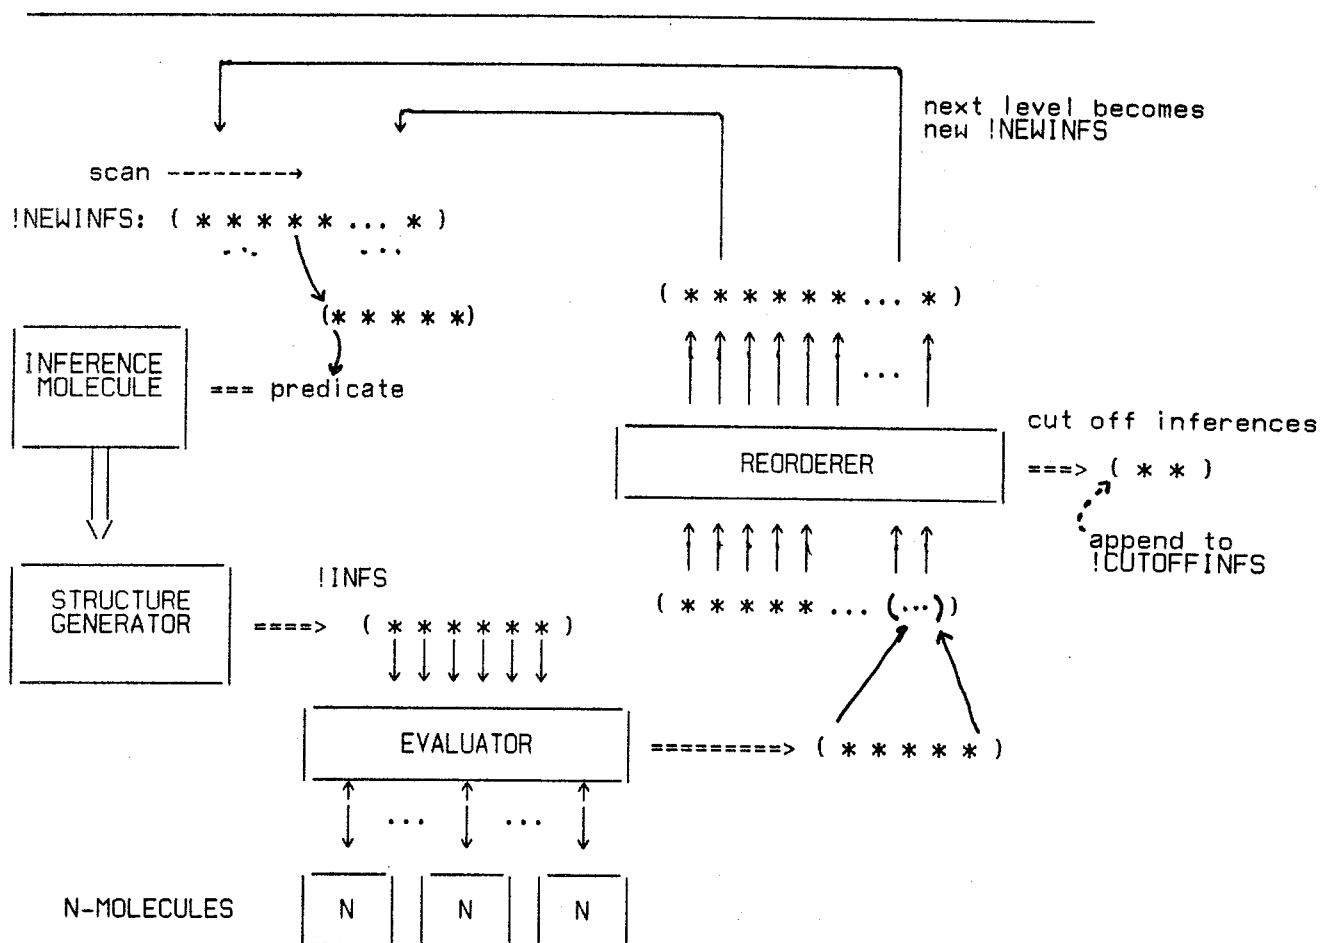 next level becomes
new !NEWINFS
scan --------->
!NEWINFS: ( * * * * * ... * )
... ...
( * * * * * * ... * )
(* * * * *)
INFERENCE
MOLECULE
=== predicate
...
cut off inferences
REORDERER
===> ( * * )
append to
!CUTOFFINFS
!INFS
STRUCTURE
GENERATOR
====> ( * * * * * * )
( * * * * * ... (...))
EVALUATOR
=========> ( * * * * * )
... ...
N-MOLECULES
N N N